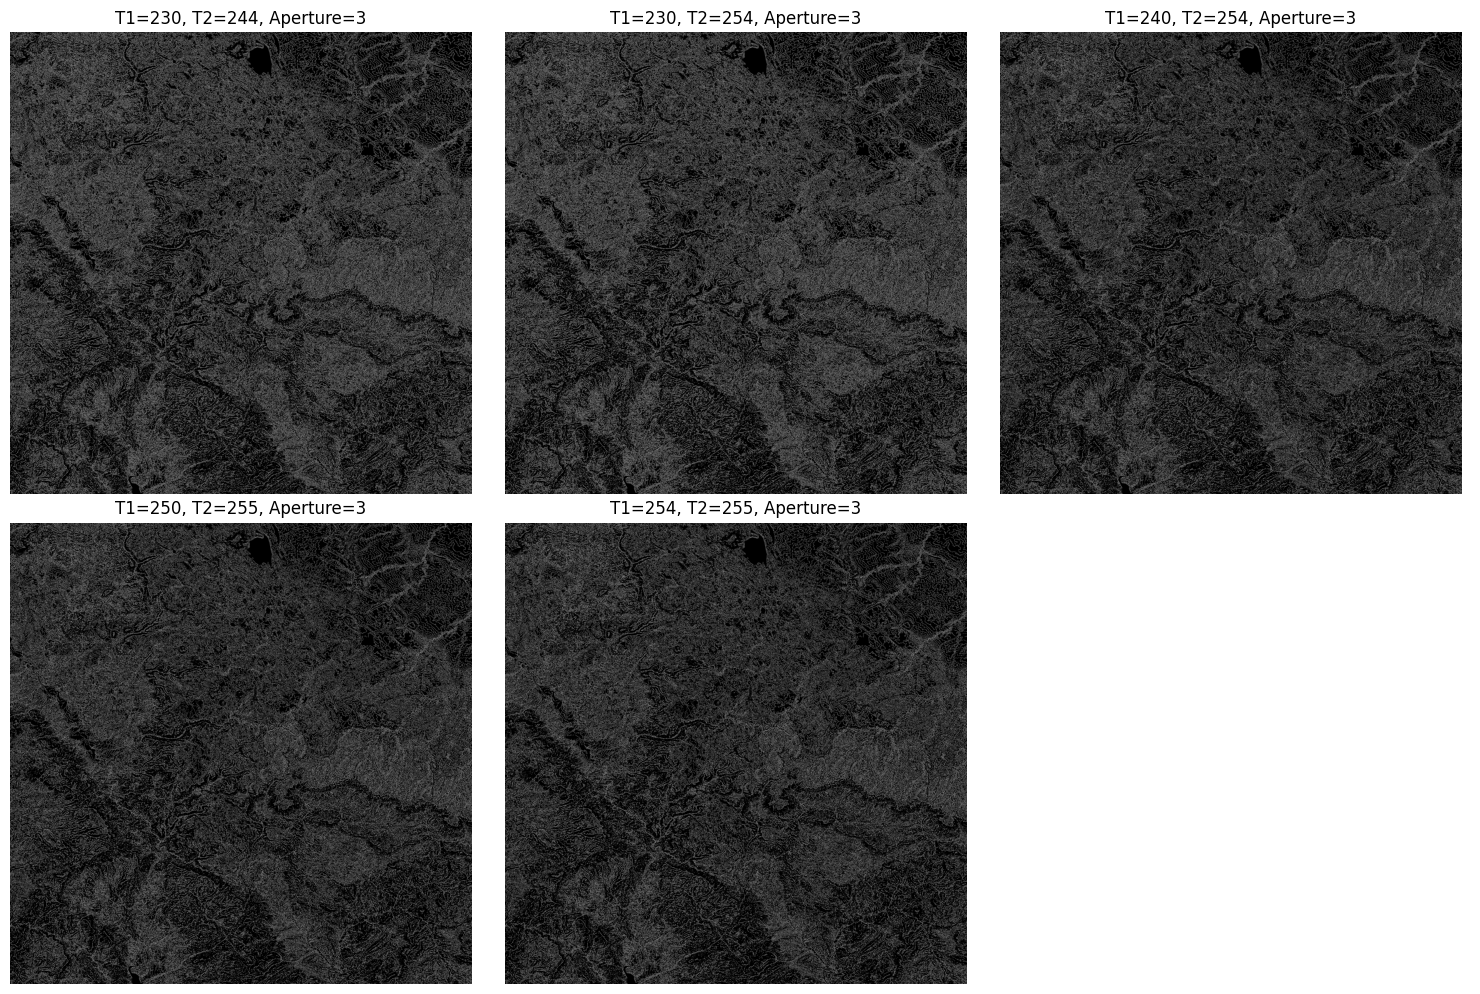 T1=230, T2=244, Aperture=3
T1=230, T2=254, Aperture=3
T1=240, T2=254, Aperture=3
T1=250, T2=255, Aperture=3
T1=254, T2=255, Aperture=3